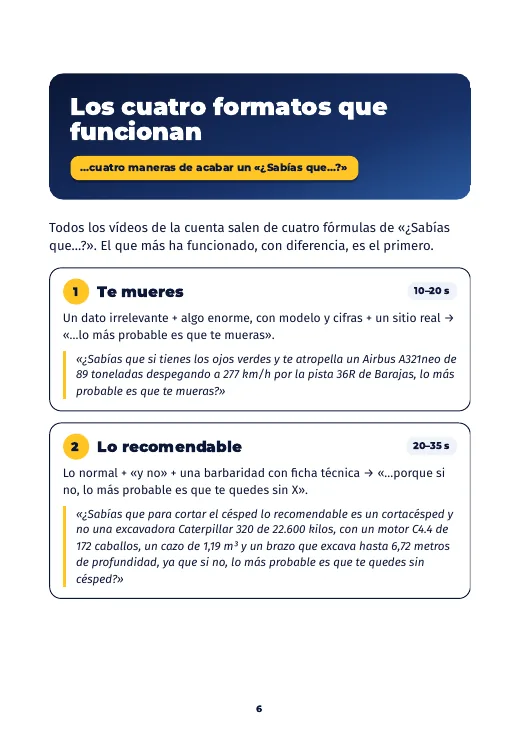 Los cuatro formatos que
funcionan
...cuatro maneras de acabar un «¿Sabías que...?»
Todos los vídeos de la cuenta salen de cuatro fórmulas de «¿Sabías
que...?». El que más ha funcionado, con diferencia, es el primero.
1 Te mueres 10–20 s
Un dato irrelevante + algo enorme, con modelo y cifras + un sitio real →
«...lo más probable es que te mueras».
«¿Sabías que si tienes los ojos verdes y te atropella un Airbus A321neo de
89 toneladas despegando a 277 km/h por la pista 36R de Barajas, lo más
probable es que te mueras?»
2 Lo recomendable 20–35 s
Lo normal + «y no» + una barbaridad con ficha técnica → «...porque si
no, lo más probable es que te quedes sin X».
«¿Sabías que para cortar el césped lo recomendable es un cortacésped y
no una excavadora Caterpillar 320 de 22.600 kilos, con un motor C4.4 de
172 caballos, un cazo de 1,19 m³ y un brazo que excava hasta 6,72 metros
de profundidad, ya que si no, lo más probable es que te quedes sin
césped?»
6